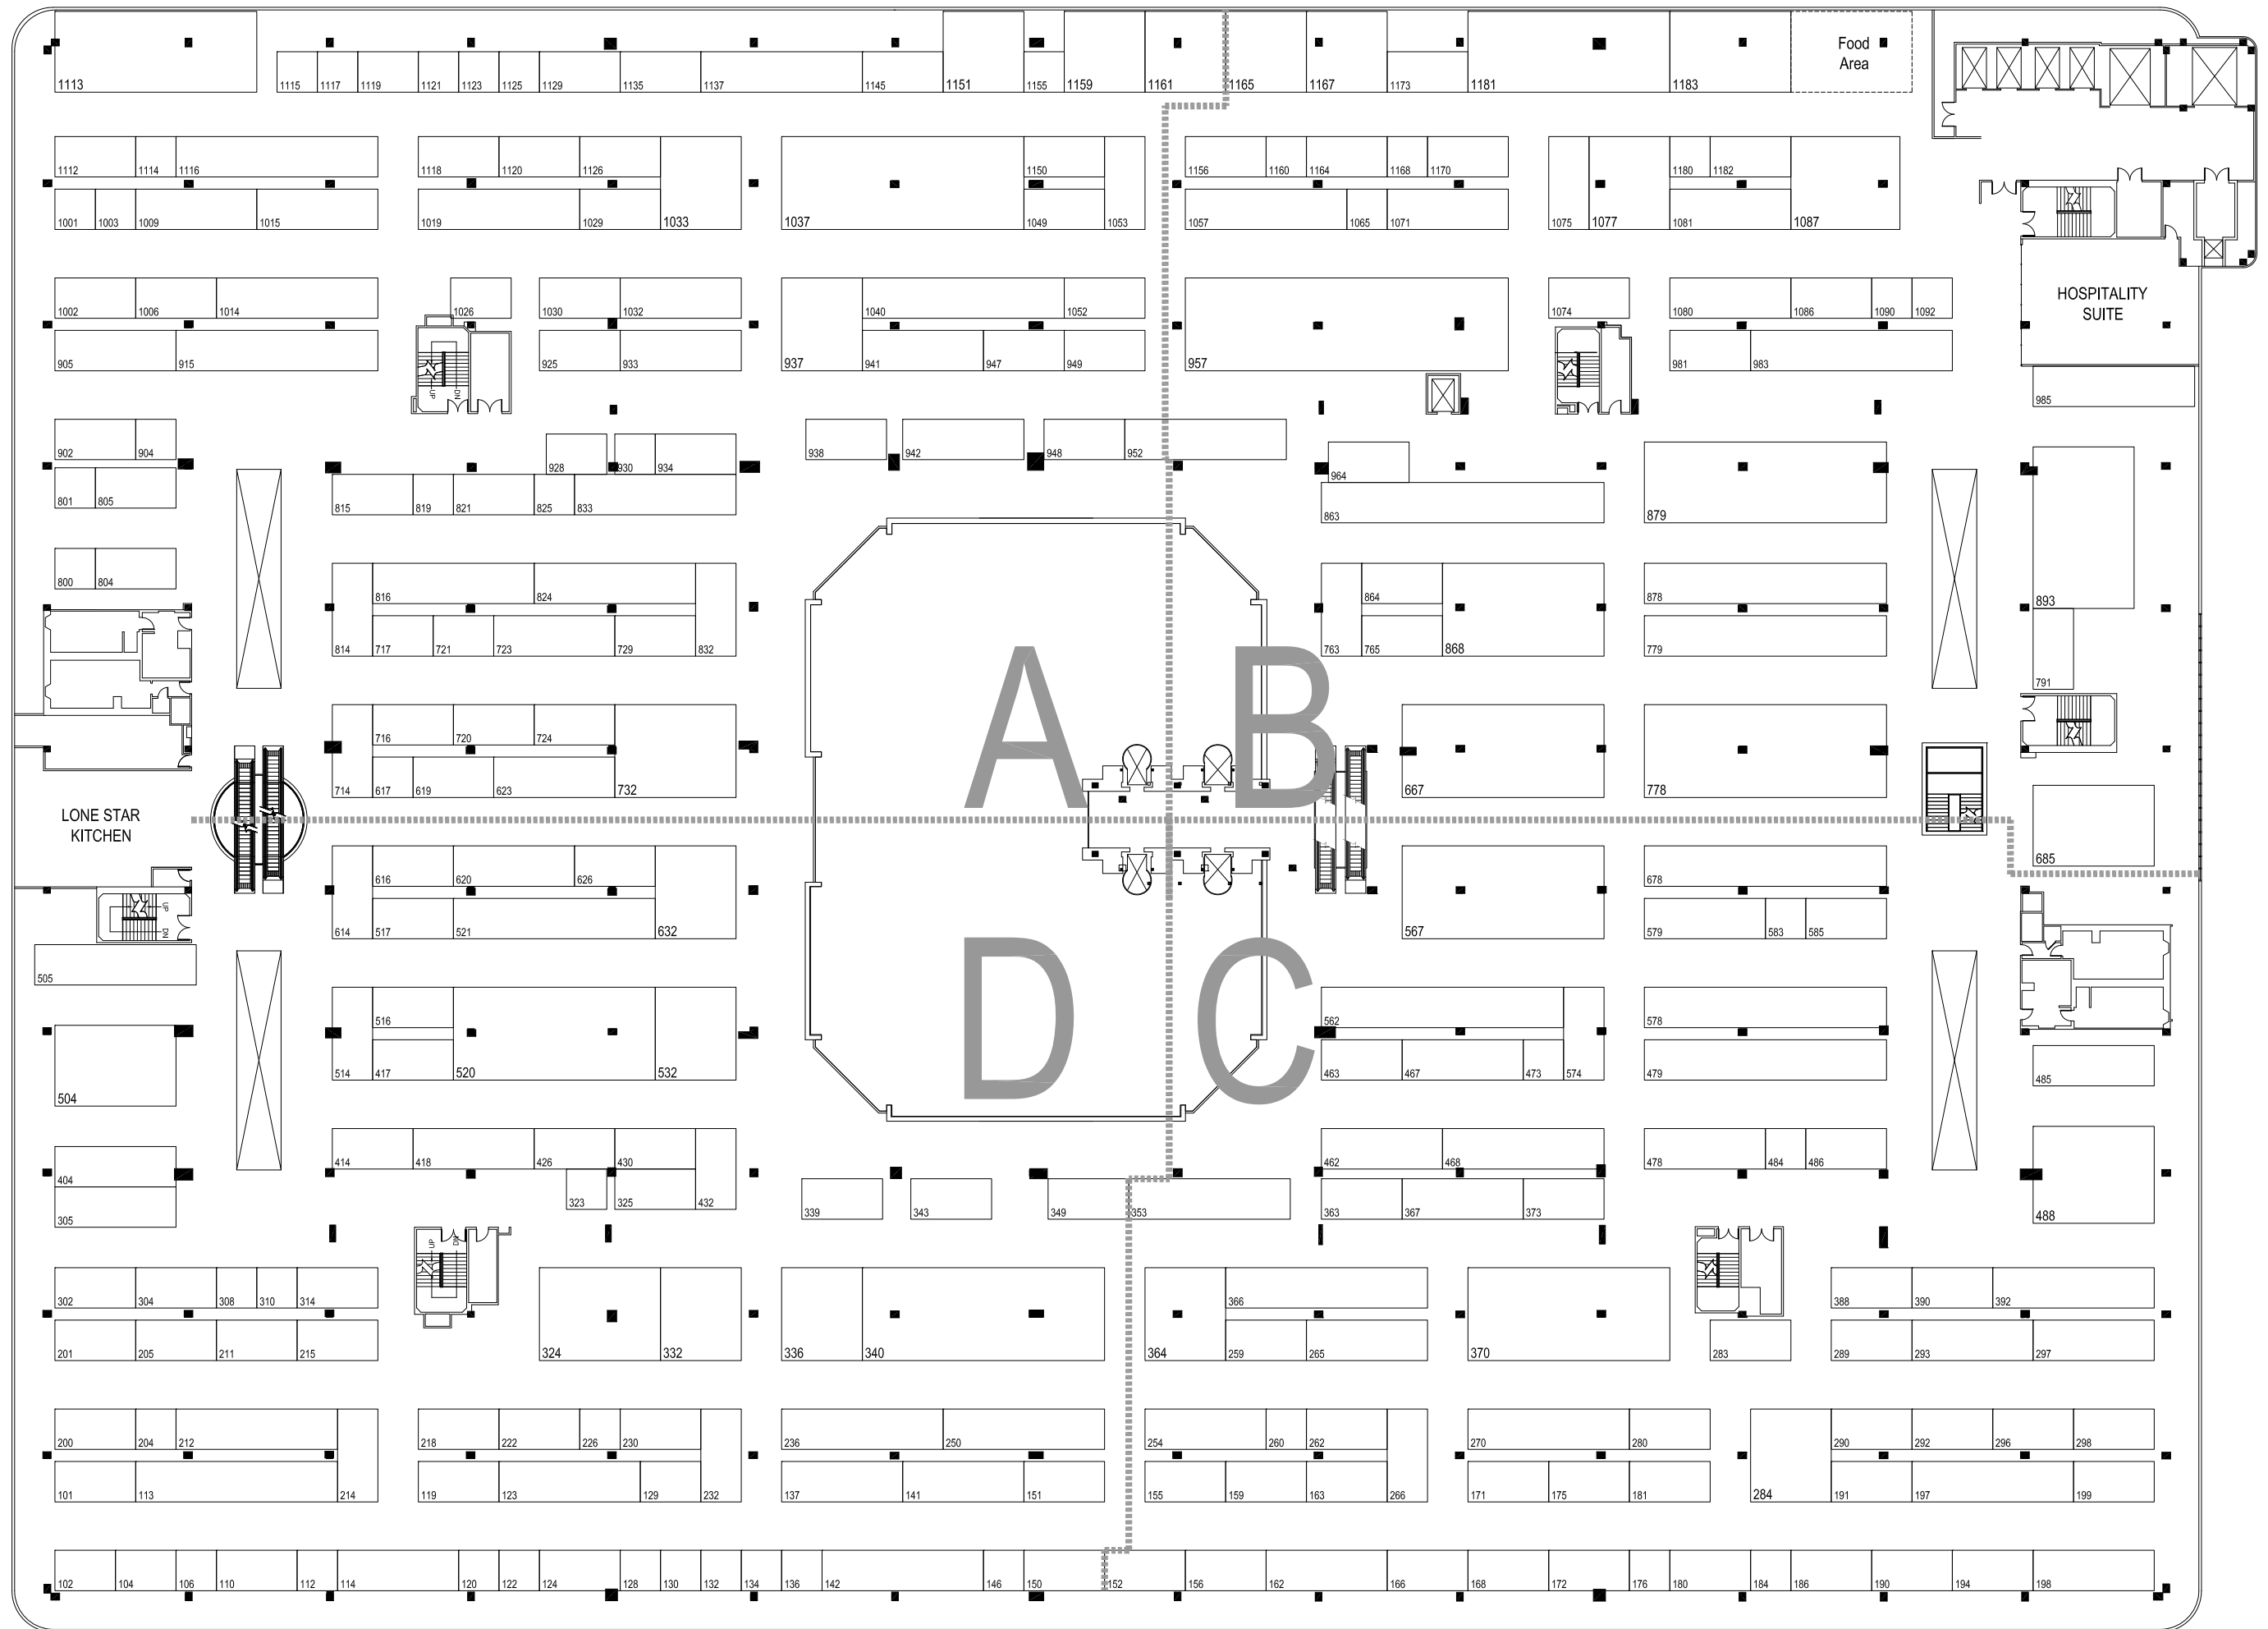 Food
Area
1113
1115 1117 1119 1121 1123 1125 1129 1135 1137 1145 1151 1155 1159 1161 1165 1167 1173 1181 1183
1112 1114 1116 1118 1120 1126 1150 1156 1160 1164 1168 1170 1180 1182
1001 1003 1009 1015 1019 1029 1033 1037 1049 1053 1057 1065 1071 1075 1077 1081 1087
HOSPITALITY
SUITE
1002 1006 1014 1026 1030 1032 1040 1052 1074 1080 1086 1090 1092
905 915 925 933 937 941 947 949 957 981 983
UP DN
985
902 904 928 930 934 938 942 948 952 964
801 805 815 819 821 825 833 863 879
800 804 816 824 864 878 893
814 717 721 723 729 832 763 765 868 779
A B
791
716 720 724
714 617 619 623 732 667 778
LONE STAR
KITCHEN
685
616 620 626 678
UP
DN
614 517 521 632 567 579 583 585
D C
505
516 562 578
514 417 520 532 463 467 473 574 479 485
504
414 418 426 430 462 468 478 484 486
404
323 325 432 339 343 349 353 363 367 373 488
305
UP DN
302 304 308 310 314 366 388 390 392
201 205 211 215 324 332 336 340 364 259 265 370 283 289 293 297
200 204 212 218 222 226 230 236 250 254 260 262 270 280 290 292 296 298
101 113 214 119 123 129 232 137 141 151 155 159 163 266 171 175 181 284 191 197 199
102 104 106 110 112 114 120 122 124 128 130 132 134 136 142 146 150 152 156 162 166 168 172 176 180 184 186 190 194 198